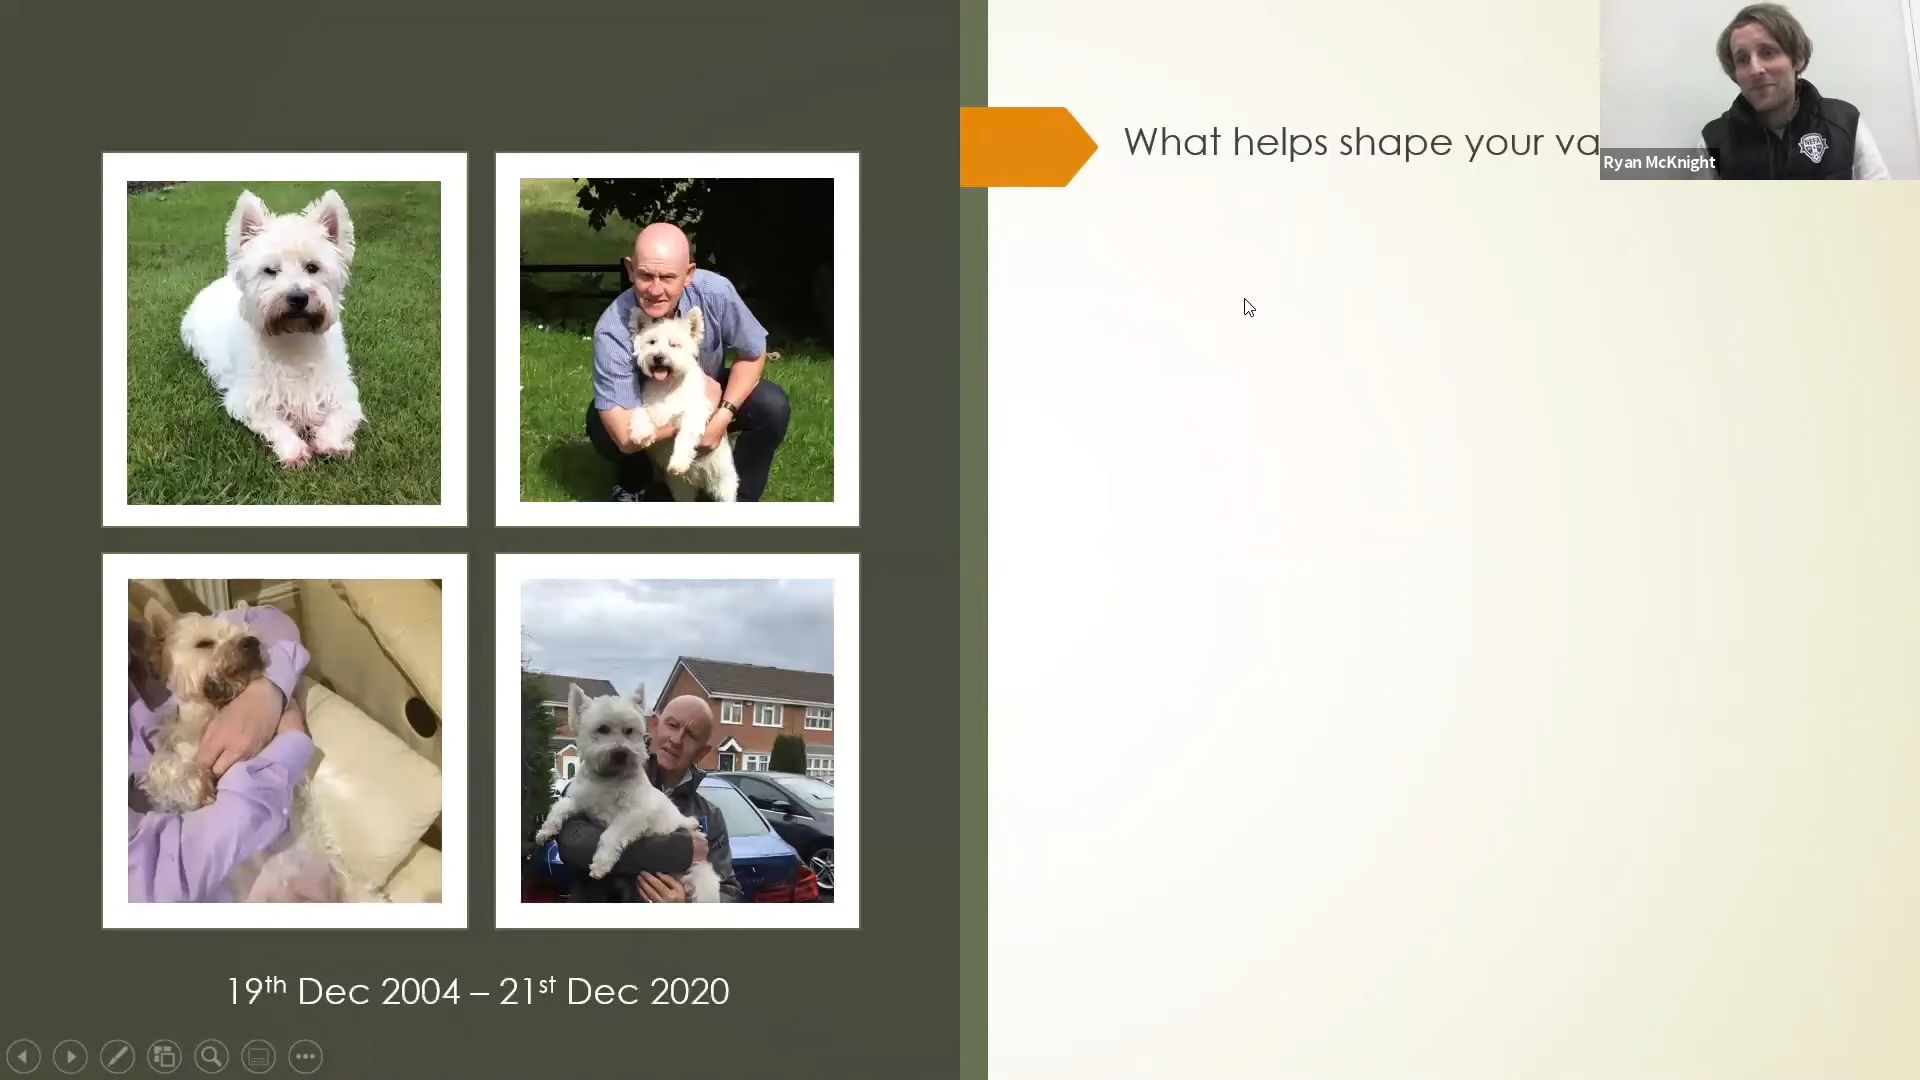 What helps shape your va
Ryan McKnight
19th Dec 2004 – 21st Dec 2020